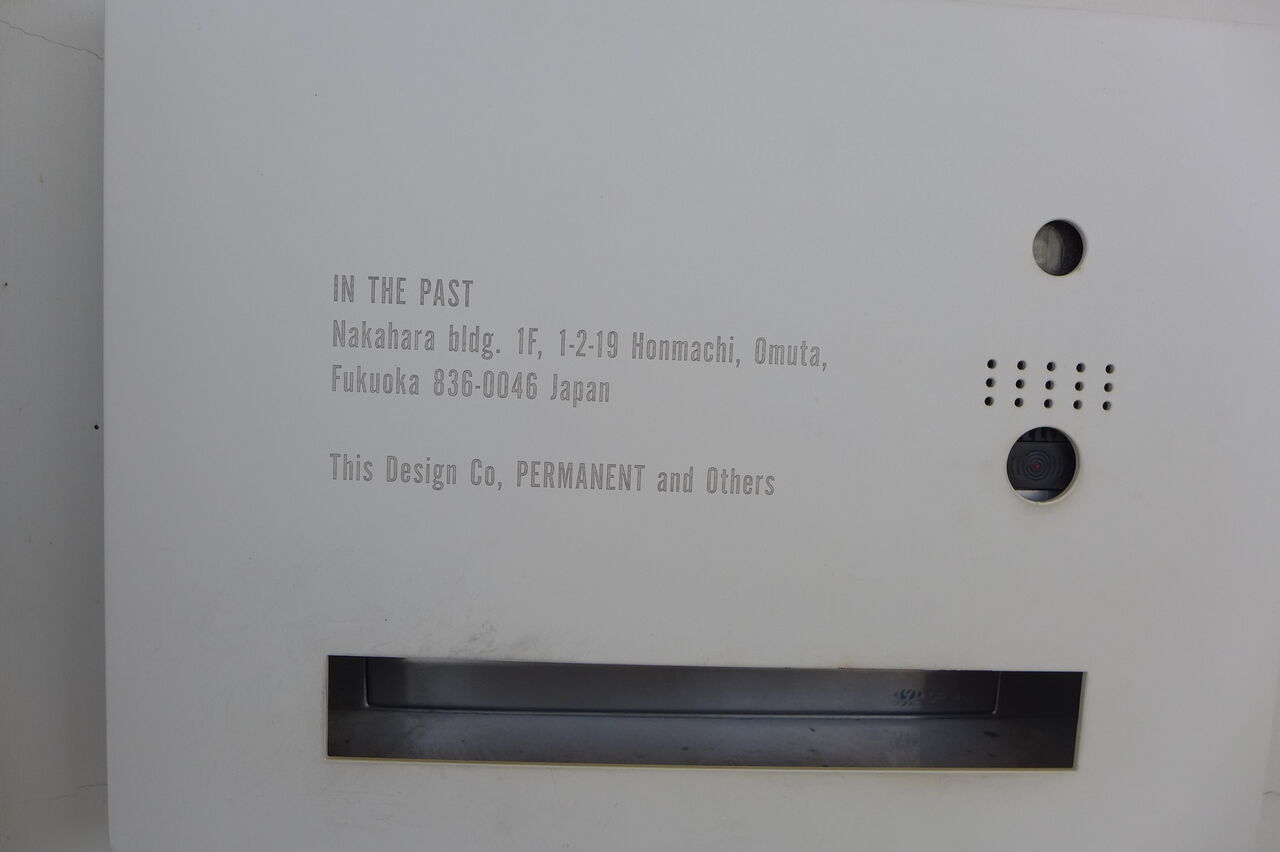 IN THE PAST
Nakahara bldg. 1F, 1-2-19 Honmachi, Omuta,
Fukuoka 836-0046 Japan
This Design Co, PERMANENT and Others